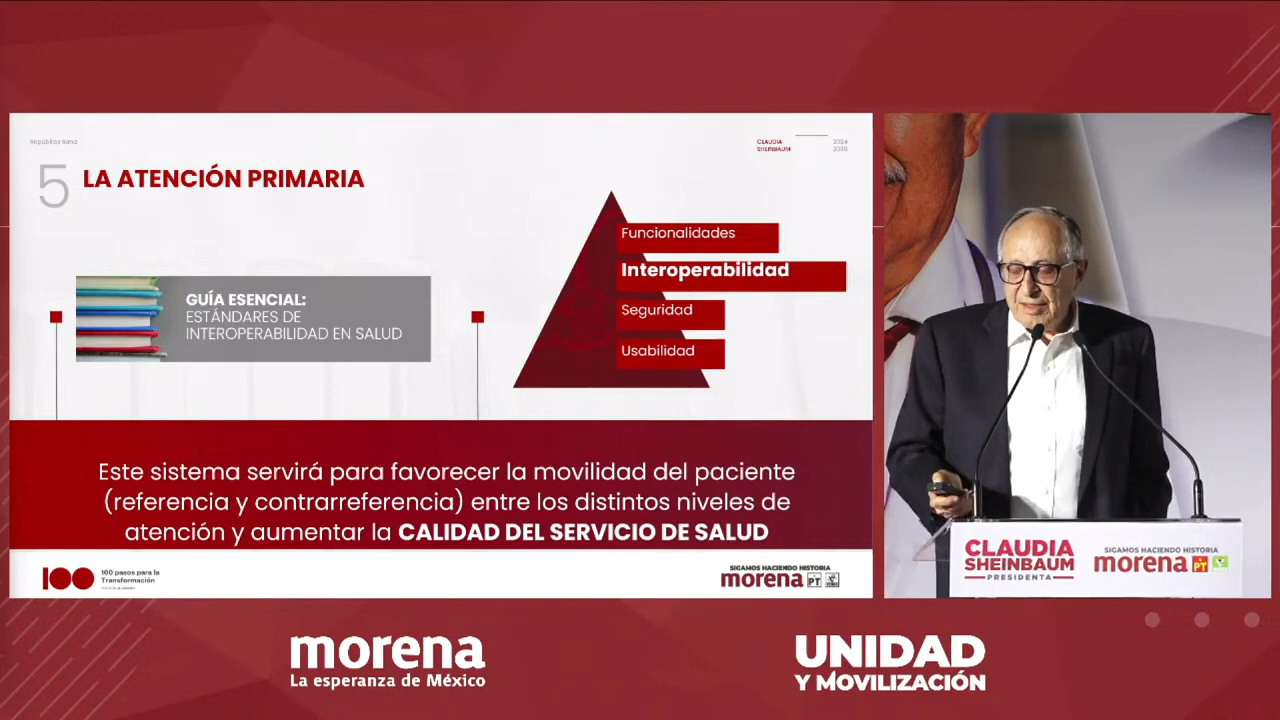 República Sana
CLAUDIA
SHEINBAUM
2024
2030
5
LA ATENCIÓN PRIMARIA
Funcionalidades
Interoperabilidad
Seguridad
Usabilidad
GUÍA ESENCIAL:
ESTÁNDARES DE
INTEROPERABILIDAD EN SALUD
Este sistema servirá para favorecer la movilidad del paciente
(referencia y contrarreferencia) entre los distintos niveles de
atención y aumentar la CALIDAD DEL SERVICIO DE SALUD
100
100 pasos para la
Transformación
SIGAMOS HACIENDO HISTORIA
morena PT
CLAUDIA
SHEINBAUM
PRESIDENTA
SIGAMOS HACIENDO HISTORIA
morena PT
morena
La esperanza de México
UNIDAD
Y MOVILIZACIÓN